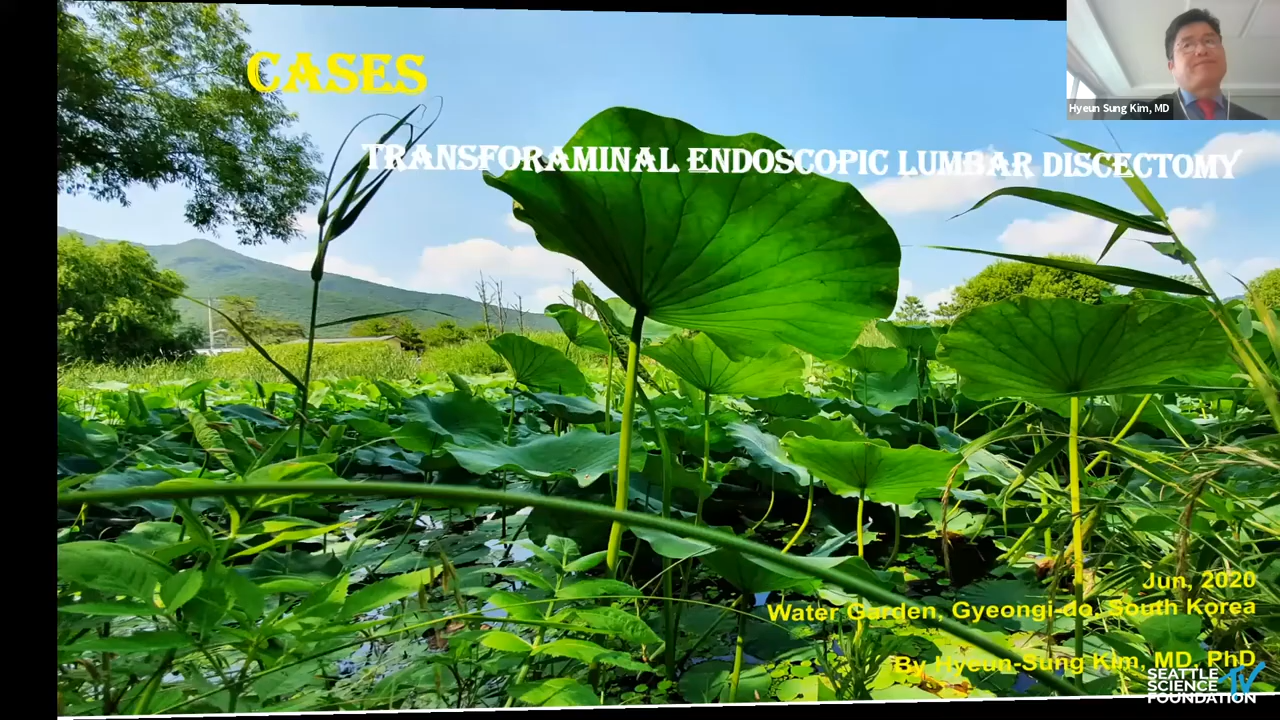 CASES
Hyeun Sung Kim, MD
TRANSFORAMINAL ENDOSCOPIC LUMBAR DISCECTOMY
Jun, 2020
Water Garden, Gyeongi-do, South Korea
By Hyeun-Sung Kim, MD, PhD
SEATTLE
SCIENCE TV
FOUNDATION